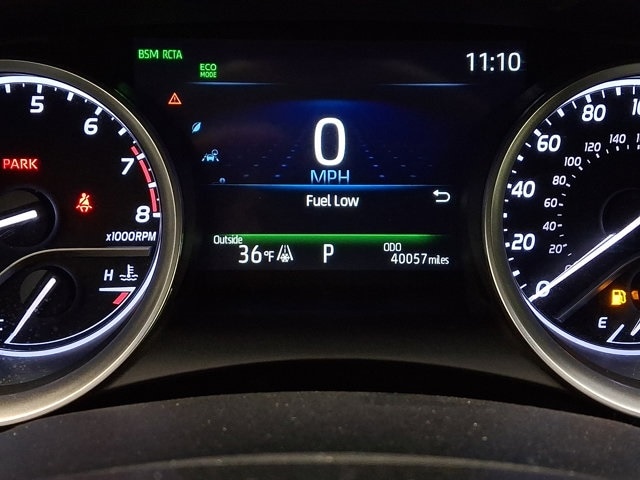 BSM RCTA
11:10
ECO
MODE
5
6
7
8
PARK
x1000RPM
H
0
MPH
Fuel Low
Outside
36°F
P
ODO
40057 miles
0
20
40
60
80
0
20
40
60
80
100
120
140
E